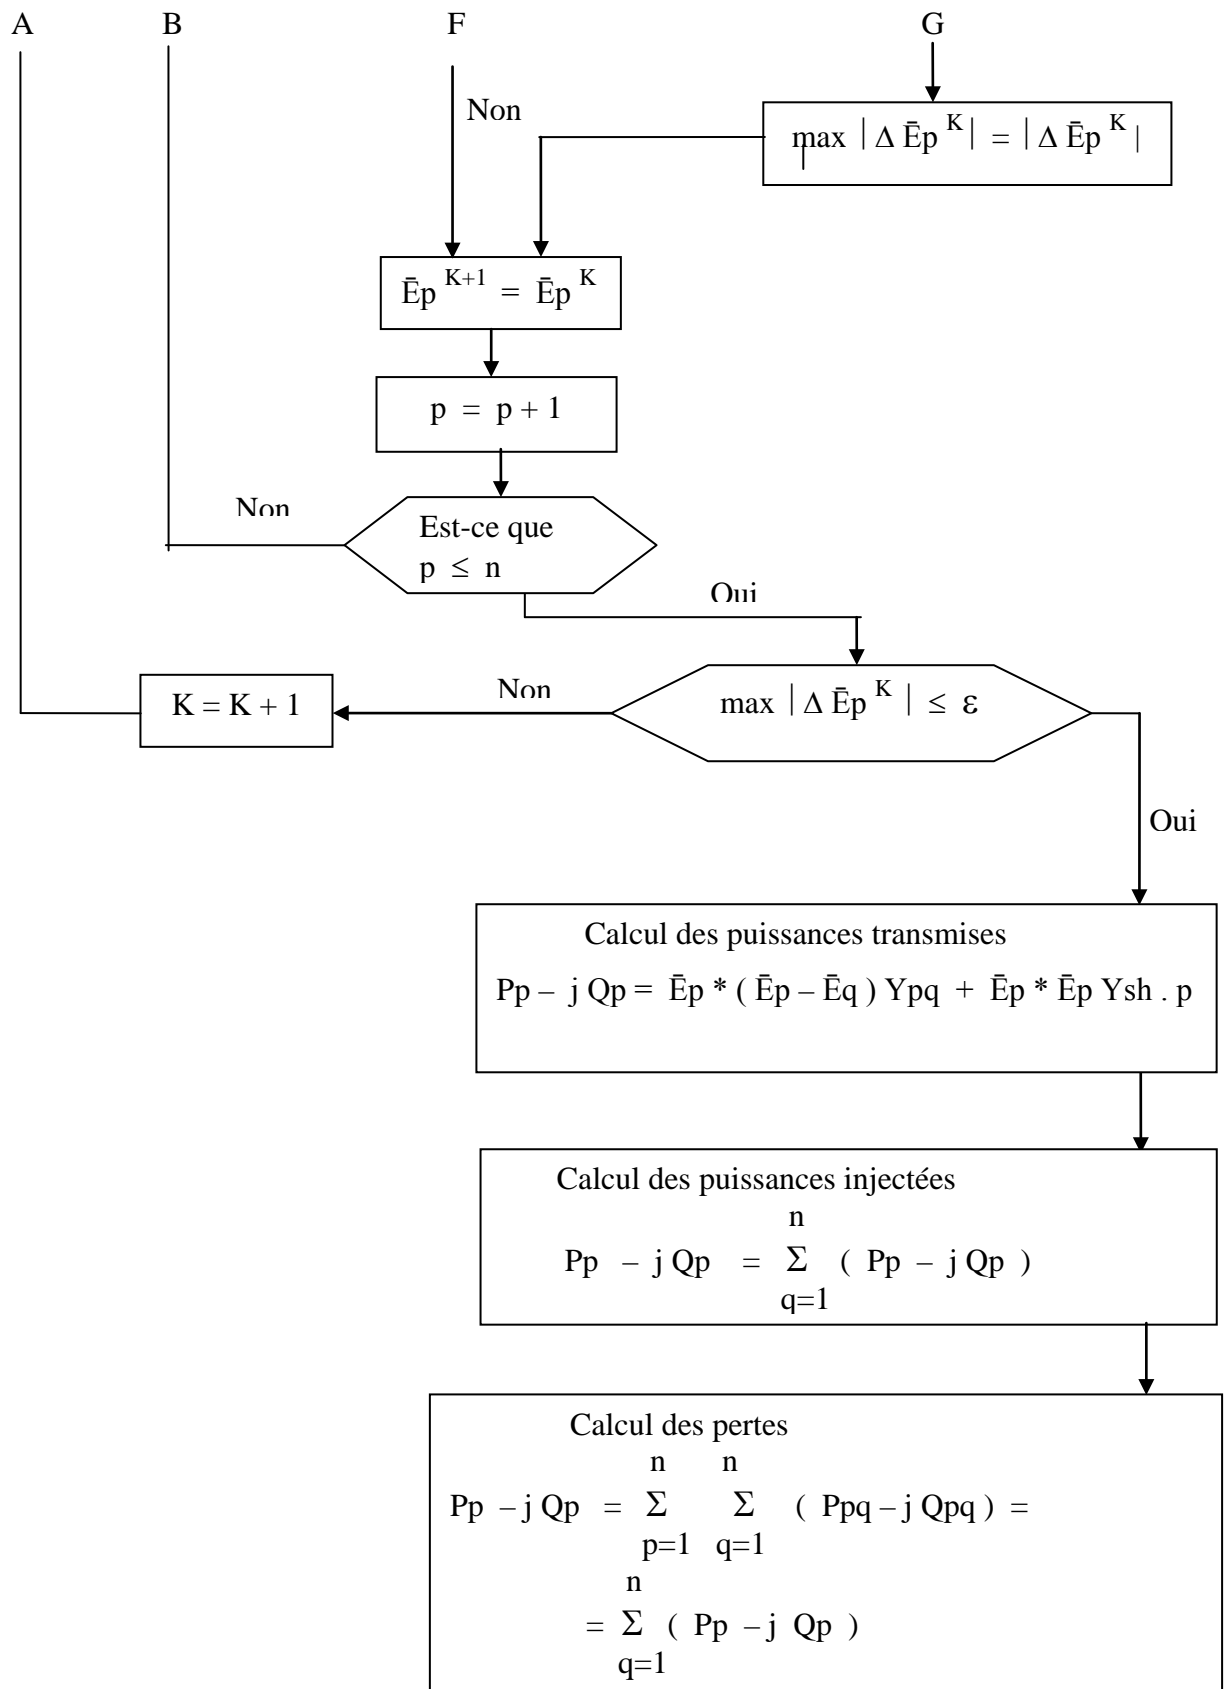 A B F G
Non
max | Δ Ēp K | = | Δ Ēp K |
Ēp K+1 = Ēp K
p = p + 1
Non
Est-ce que
p ≤ n
Oui
K = K + 1
Non
max | Δ Ēp K | ≤ ε
Oui
Calcul des puissances transmises
Pp – j Qp = Ēp * ( Ēp – Ēq ) Ypq + Ēp * Ēp Ysh . p
Calcul des puissances injectées
n
Pp – j Qp = Σ ( Pp – j Qp )
q=1
Calcul des pertes
n n
Pp – j Qp = Σ Σ ( Ppq – j Qpq ) =
p=1 q=1
n
= Σ ( Pp – j Qp )
q=1